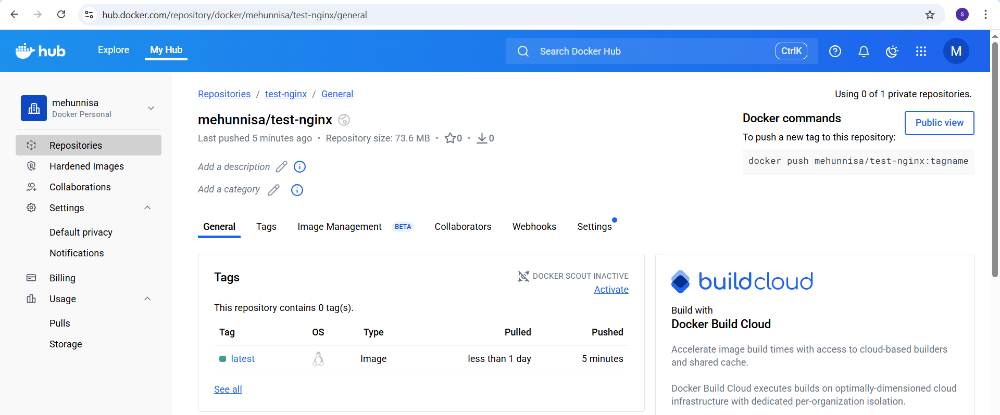 hub.docker.com/repository/docker/mehunnisa/test-nginx/general
S
hub
Explore
My Hub
Search Docker Hub
CtrlK
M
mehunnisa
Docker Personal
Repositories
Hardened Images
Collaborations
Settings
Default privacy
Notifications
Billing
Usage
Pulls
Storage
Repositories / test-nginx / General
Using 0 of 1 private repositories.
mehunnisa/test-nginx
Last pushed 5 minutes ago • Repository size: 73.6 MB • 0 • 0
Add a description
Add a category
Docker commands
Public view
To push a new tag to this repository:
docker push mehunnisa/test-nginx:tagname
General
Tags
Image Management BETA
Collaborators
Webhooks
Settings
Tags
DOCKER SCOUT INACTIVE
Activate
This repository contains 0 tag(s).
Tag OS Type Pulled Pushed
latest Image less than 1 day 5 minutes
See all
buildcloud
Build with
Docker Build Cloud
Accelerate image build times with access to cloud-based builders
and shared cache.
Docker Build Cloud executes builds on optimally-dimensioned cloud
infrastructure with dedicated per-organization isolation.